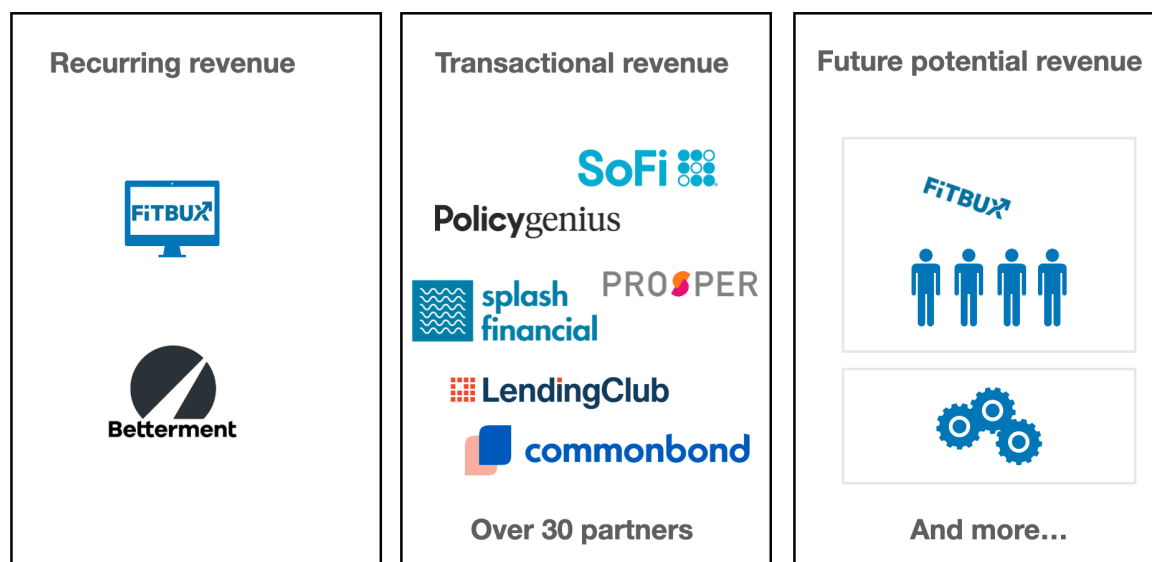 Recurring revenue
FiTBUX
Betterment
Transactional revenue
SoFi
Policygenius
PROSPER
splash
financial
LendingClub
commonbond
Over 30 partners
Future potential revenue
FiTBUX
And more...